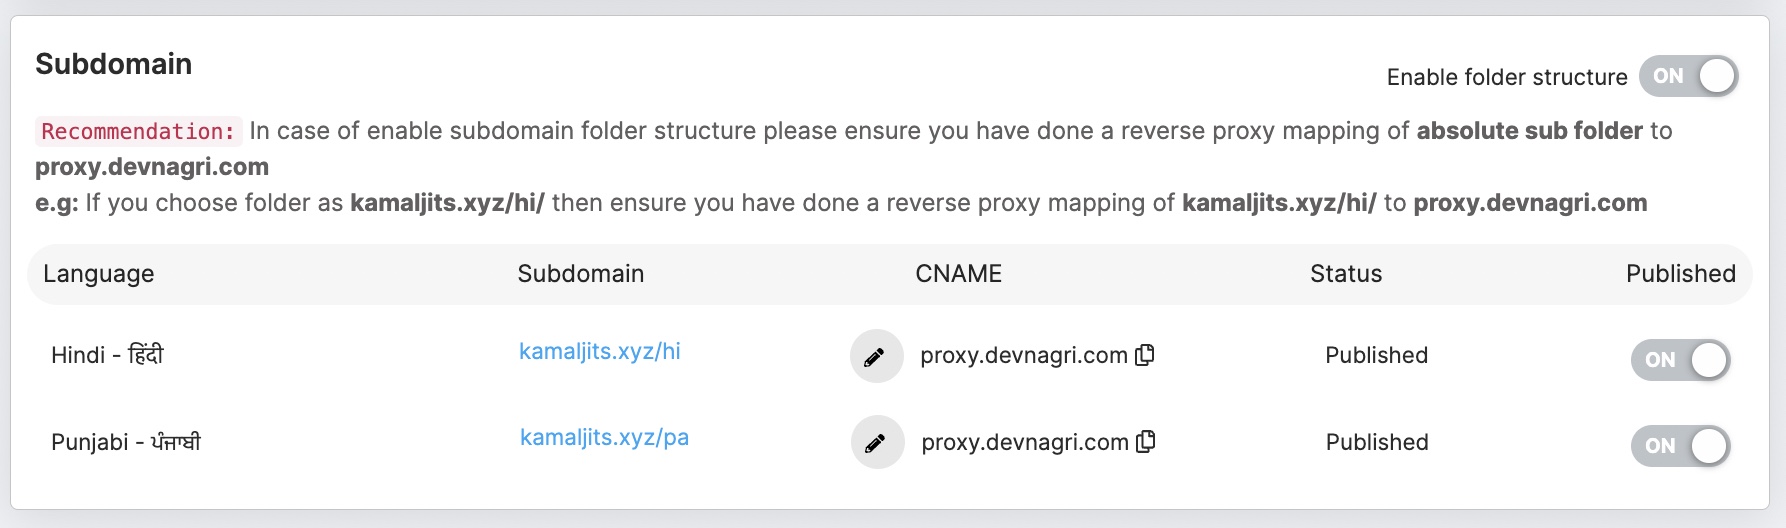 Subdomain
Enable folder structure ON
Recommendation: In case of enable subdomain folder structure please ensure you have done a reverse proxy mapping of absolute sub folder to
proxy.devnagri.com
e.g: If you choose folder as kamaljits.xyz/hi/ then ensure you have done a reverse proxy mapping of kamaljits.xyz/hi/ to proxy.devnagri.com
Language Subdomain CNAME Status Published
Hindi - हिंदी kamaljits.xyz/hi proxy.devnagri.com Published ON
Punjabi - ਪੰਜਾਬੀ kamaljits.xyz/pa proxy.devnagri.com Published ON